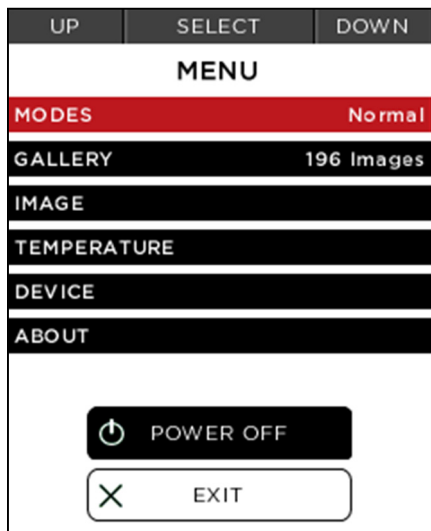 UP SELECT DOWN
MENU
MODES Normal
GALLERY 196 Images
IMAGE
TEMPERATURE
DEVICE
ABOUT
POWER OFF
EXIT